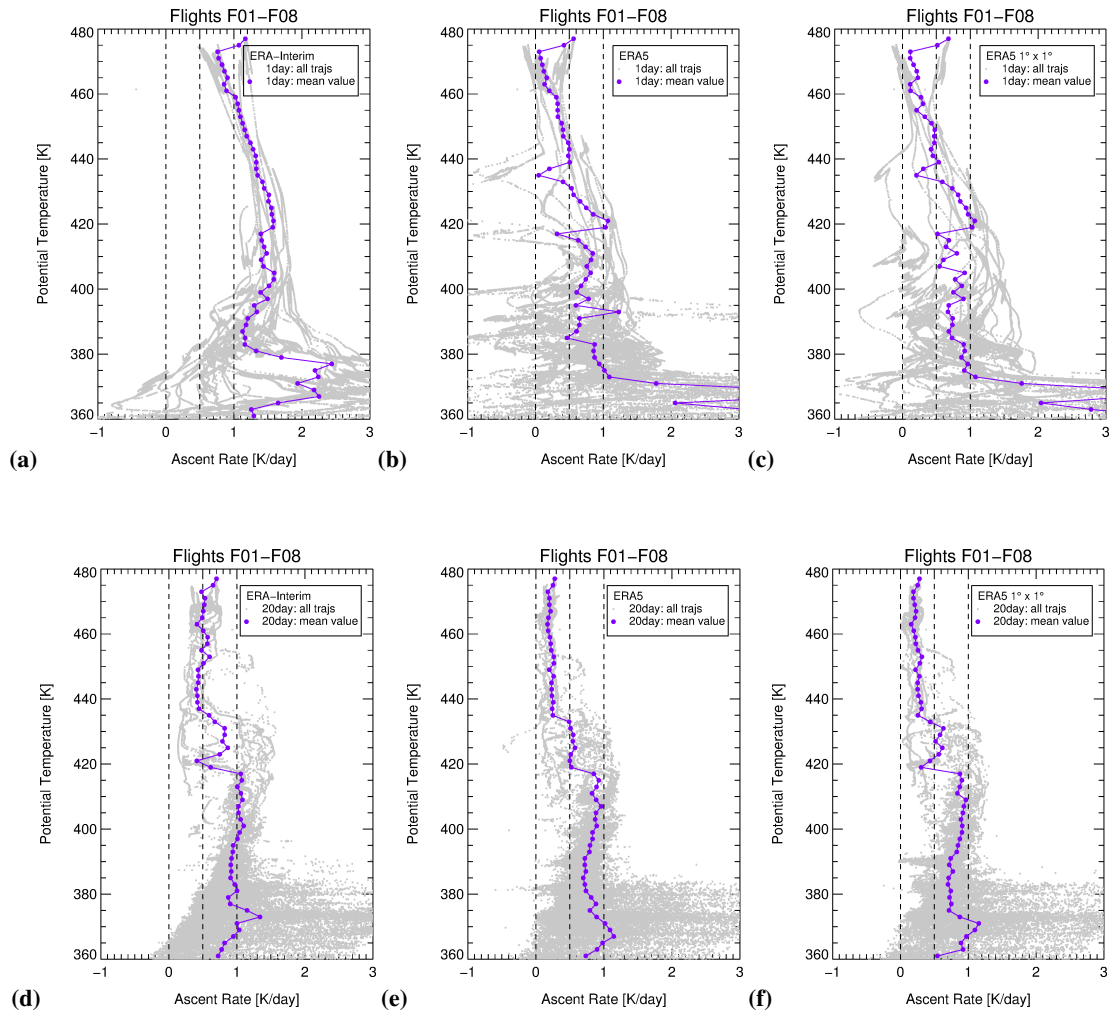 Flights F01−F08
Potential Temperature [K]
480
460
440
420
400
380
360
−1
0
1
2
3
ERA−Interim
1day: all trajs
1day: mean value
(a)
Ascent Rate [K/day]
Flights F01−F08
Potential Temperature [K]
480
460
440
420
400
380
360
−1
0
1
2
3
ERA5
1day: all trajs
1day: mean value
(b)
Ascent Rate [K/day]
Flights F01−F08
Potential Temperature [K]
480
460
440
420
400
380
360
−1
0
1
2
3
ERA5 1° x 1°
1day: all trajs
1day: mean value
(c)
Ascent Rate [K/day]
Flights F01−F08
Potential Temperature [K]
480
460
440
420
400
380
360
−1
0
1
2
3
ERA−Interim
20day: all trajs
20day: mean value
(d)
Ascent Rate [K/day]
Flights F01−F08
Potential Temperature [K]
480
460
440
420
400
380
360
−1
0
1
2
3
ERA5
20day: all trajs
20day: mean value
(e)
Ascent Rate [K/day]
Flights F01−F08
Potential Temperature [K]
480
460
440
420
400
380
360
−1
0
1
2
3
ERA5 1° x 1°
20day: all trajs
20day: mean value
(f)
Ascent Rate [K/day]